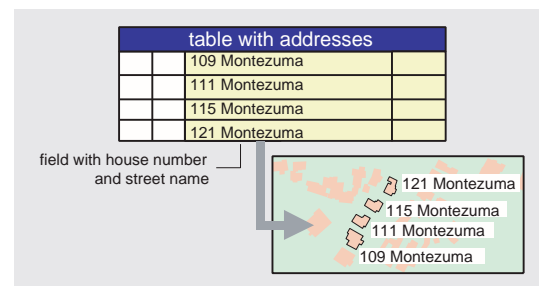 table with addresses
109 Montezuma
111 Montezuma
115 Montezuma
121 Montezuma
field with house number
and street name
121 Montezuma
115 Montezuma
111 Montezuma
109 Montezuma